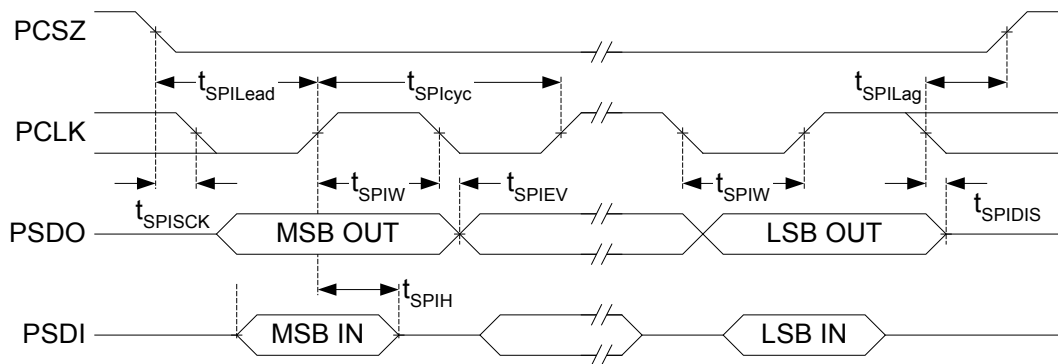 PCSZ
tSPILead
tSPIcyc
tSPILag
PCLK
tSPISCK
tSPIW
tSPIEV
tSPIW
tSPIDIS
PSDO
MSB OUT
LSB OUT
tSPIH
PSDI
MSB IN
LSB IN